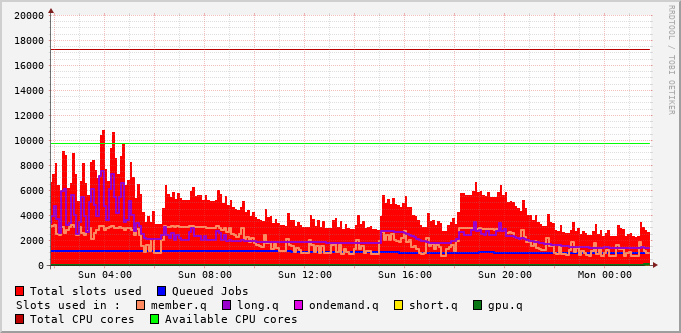 RRDTOOL / TOBI OETIKER
20000
18000
16000
14000
12000
10000
8000
6000
4000
2000
0
Sun 04:00 Sun 08:00 Sun 12:00 Sun 16:00 Sun 20:00 Mon 00:00
Total slots used Queued Jobs
Slots used in : member.q long.q ondemand.q short.q gpu.q
Total CPU cores Available CPU cores